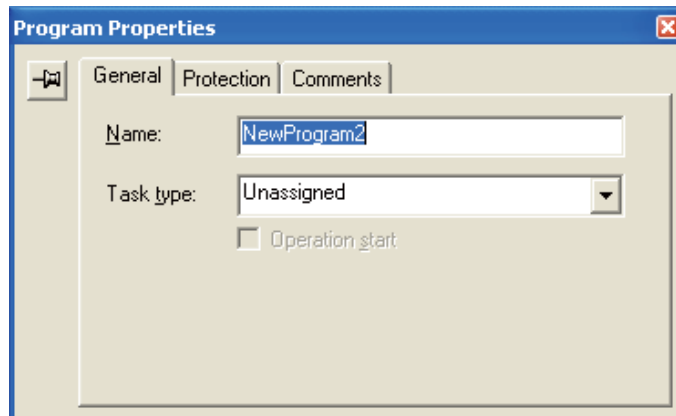 Program Properties
General Protection Comments
Name: NewProgram2
Task type: Unassigned
Operation start